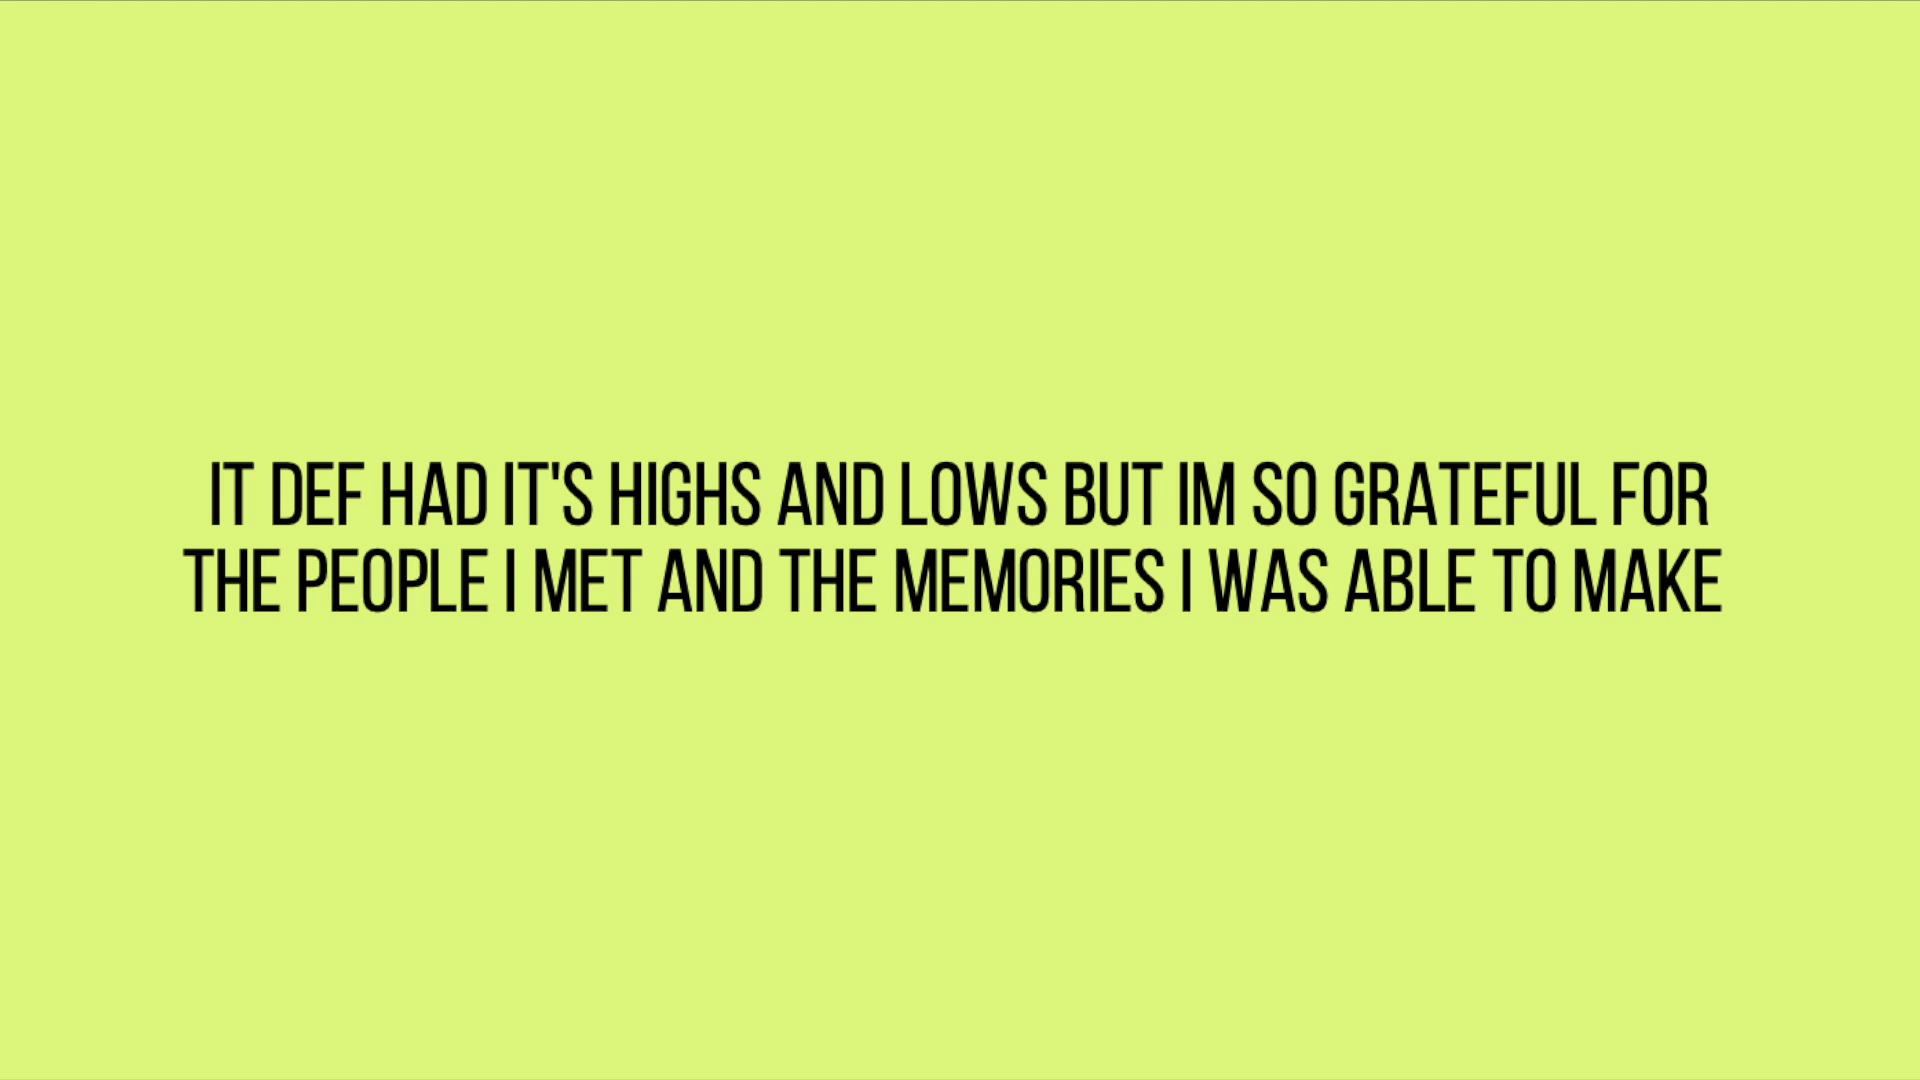 IT DEF HAD IT'S HIGHS AND LOWS BUT IM SO GRATEFUL FOR
THE PEOPLE I MET AND THE MEMORIES I WAS ABLE TO MAKE